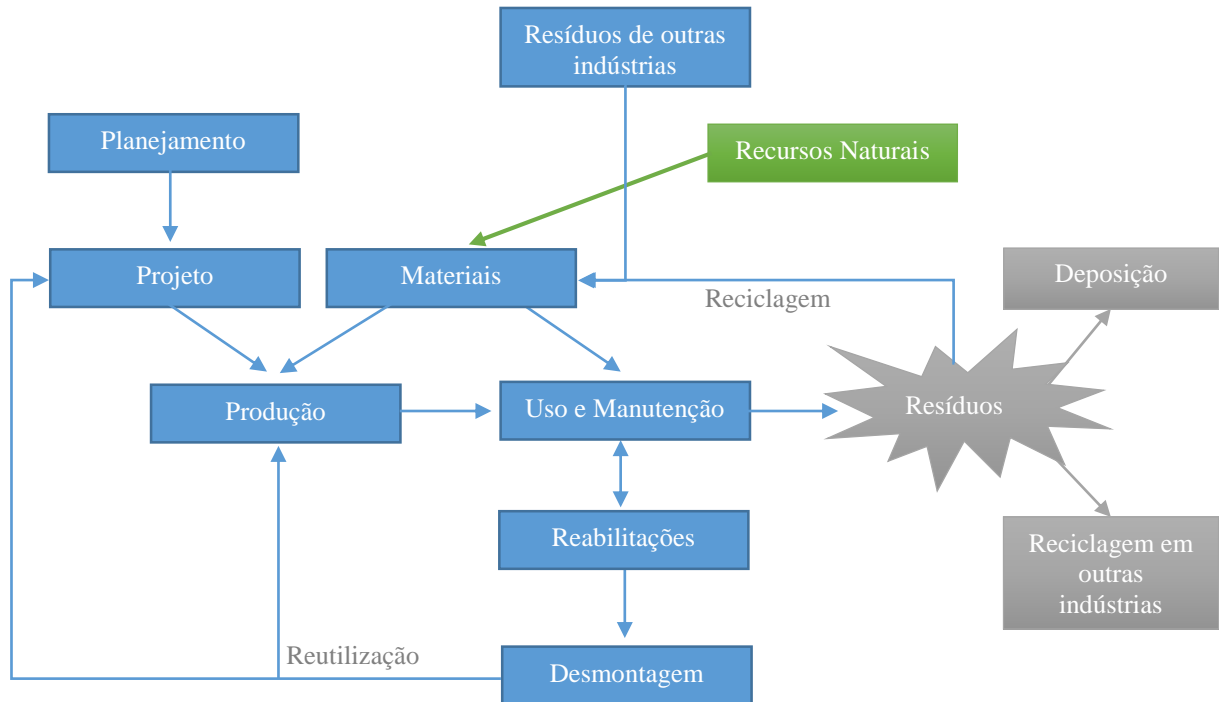 Resíduos de outras
indústrias
Planejamento
Recursos Naturais
Projeto
Materiais
Deposição
Reciclagem
Produção
Uso e Manutenção
Resíduos
Reabilitações
Reciclagem em
outras
indústrias
Reutilização
Desmontagem